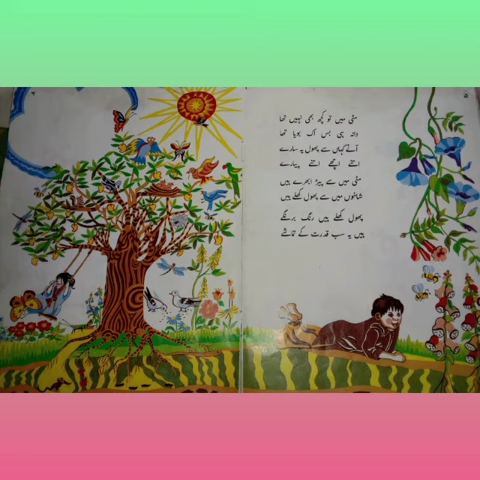 مٹی میں تو کچھ بھی نہیں تھا
دانہ ہی بس اک بویا تھا
آئے کہاں سے پھول یہ سارے
اتنے اچھے اتنے پیارے
مٹی میں سے پیڑ ابھرے ہیں
شاخوں میں سے پھول کھلے ہیں
پھول کھلے ہیں رنگ برنگے
ہیں یہ سب قدرت کے تماشے